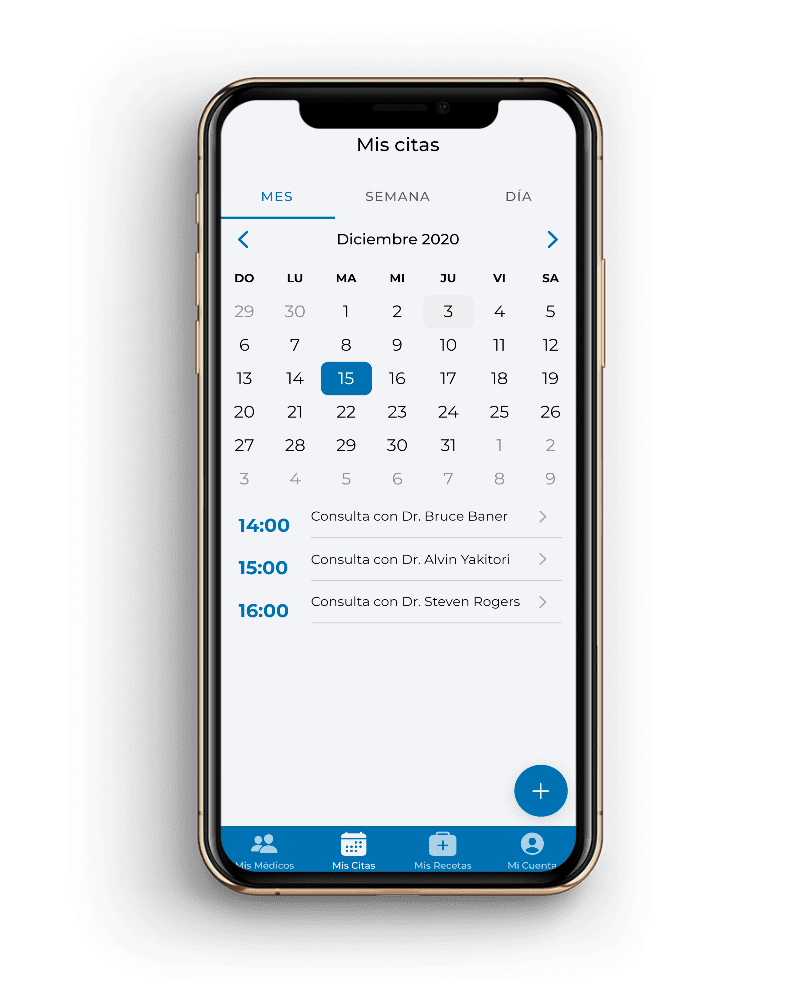 Mis citas
MES SEMANA DÍA
Diciembre 2020
DO LU MA MI JU VI SA
29 30 1 2 3 4 5
6 7 8 9 10 11 12
13 14 15 16 17 18 19
20 21 22 23 24 25 26
27 28 29 30 31 1 2
3 4 5 6 7 8 9
14:00 Consulta con Dr. Bruce Baner
15:00 Consulta con Dr. Alvin Yakitori
16:00 Consulta con Dr. Steven Rogers
Mis Médicos Mis Citas Mis Recetas Mi Cuenta